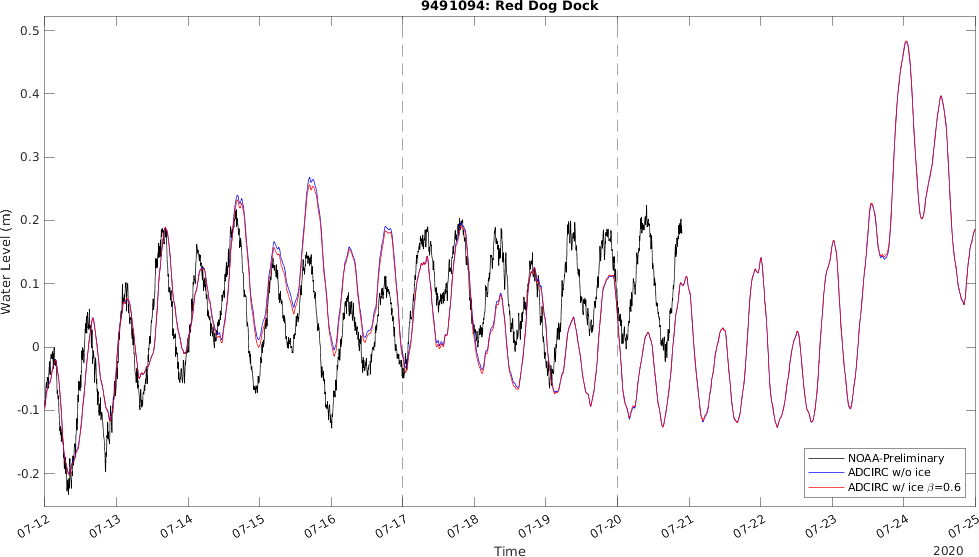 9491094: Red Dog Dock
Water Level (m)
0.5
0.4
0.3
0.2
0.1
0
-0.1
-0.2
NOAA-Preliminary
ADCIRC w/o ice
ADCIRC w/ ice β=0.6
07-12 07-13 07-14 07-15 07-16 07-17 07-18 07-19 07-20 07-21 07-22 07-23 07-24 07-25
2020
Time